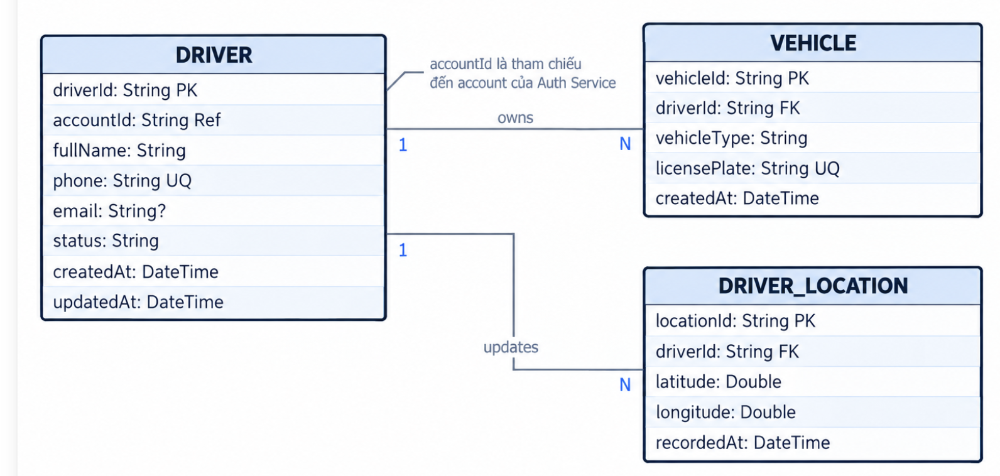 DRIVER
driverId: String PK
accountId: String Ref
fullName: String
phone: String UQ
email: String?
status: String
createdAt: DateTime
updatedAt: DateTime
accountId là tham chiếu
đến account của Auth Service
owns
1
N
VEHICLE
vehicleId: String PK
driverId: String FK
vehicleType: String
licensePlate: String UQ
createdAt: DateTime
1
updates
N
DRIVER_LOCATION
locationId: String PK
driverId: String FK
latitude: Double
longitude: Double
recordedAt: DateTime